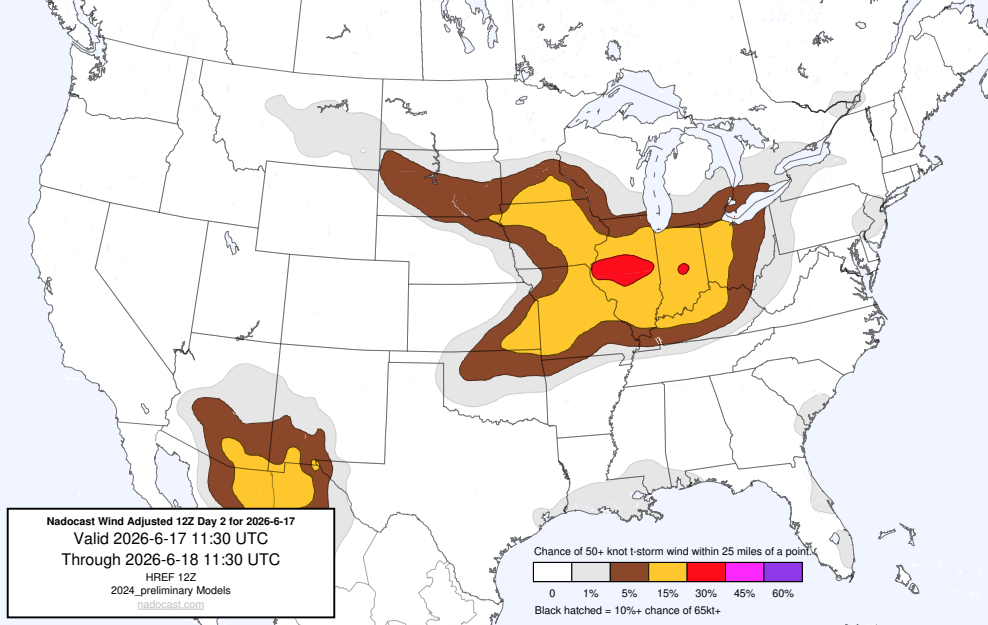 Nadocast Wind Adjusted 12Z Day 2 for 2026-6-17
Valid 2026-6-17 11:30 UTC
Through 2026-6-18 11:30 UTC
HREF 12Z
2024_preliminary Models
nadocast.com
Chance of 50+ knot t-storm wind within 25 miles of a point.
0 1% 5% 15% 30% 45% 60%
Black hatched = 10%+ chance of 65kt+